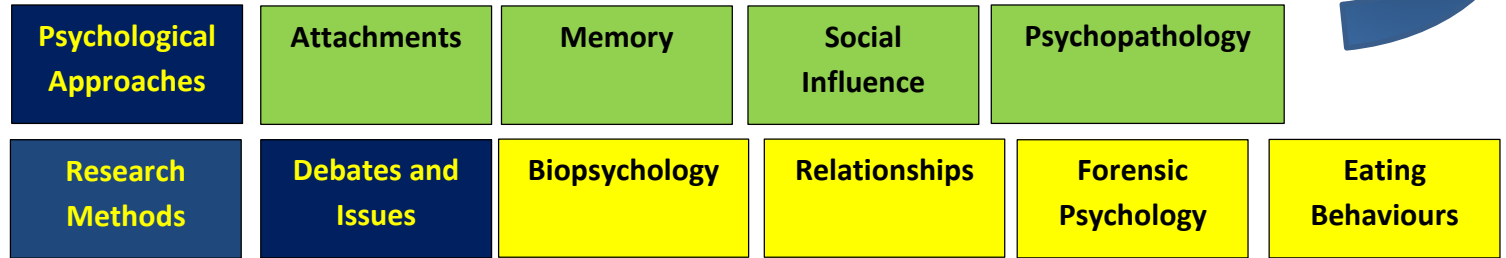 Psychological
Approaches
Attachments
Memory
Social
Influence
Psychopathology
Research
Methods
Debates and
Issues
Biopsychology
Relationships
Forensic
Psychology
Eating
Behaviours